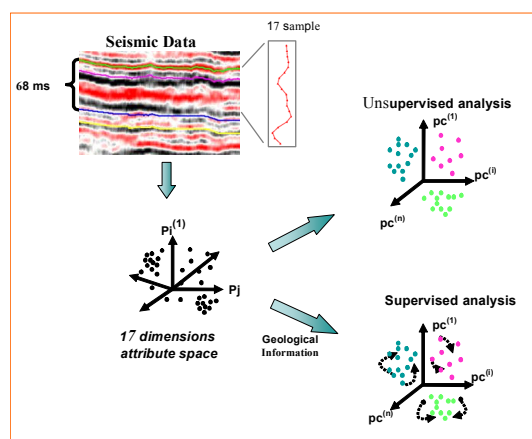 Seismic Data
17 sample
68 ms
Unsupervised analysis
pc(1)
pc(i)
pc(n)
Pi(1)
Pj
17 dimensions
attribute space
Geological
Information
Supervised analysis
pc(1)
pc(i)
pc(n)